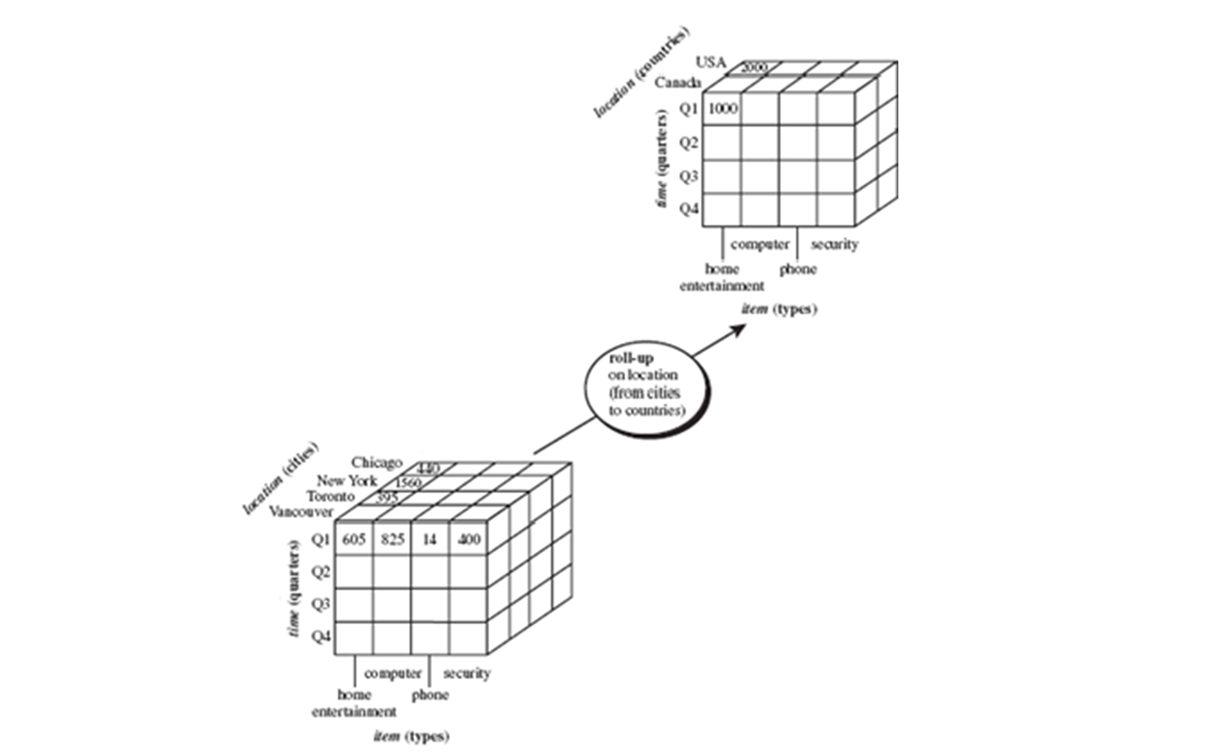 location (countries)
USA 2000
Canada
Q1 1000
Q2
Q3
Q4
time (quarters)
computer security
home phone
entertainment
item (types)
roll-up
on location
(from cities
to countries)
location (cities)
Chicago 440
New York 1560
Toronto 395
Vancouver
Q1 605 825 14 400
Q2
Q3
Q4
time (quarters)
computer security
home phone
entertainment
item (types)